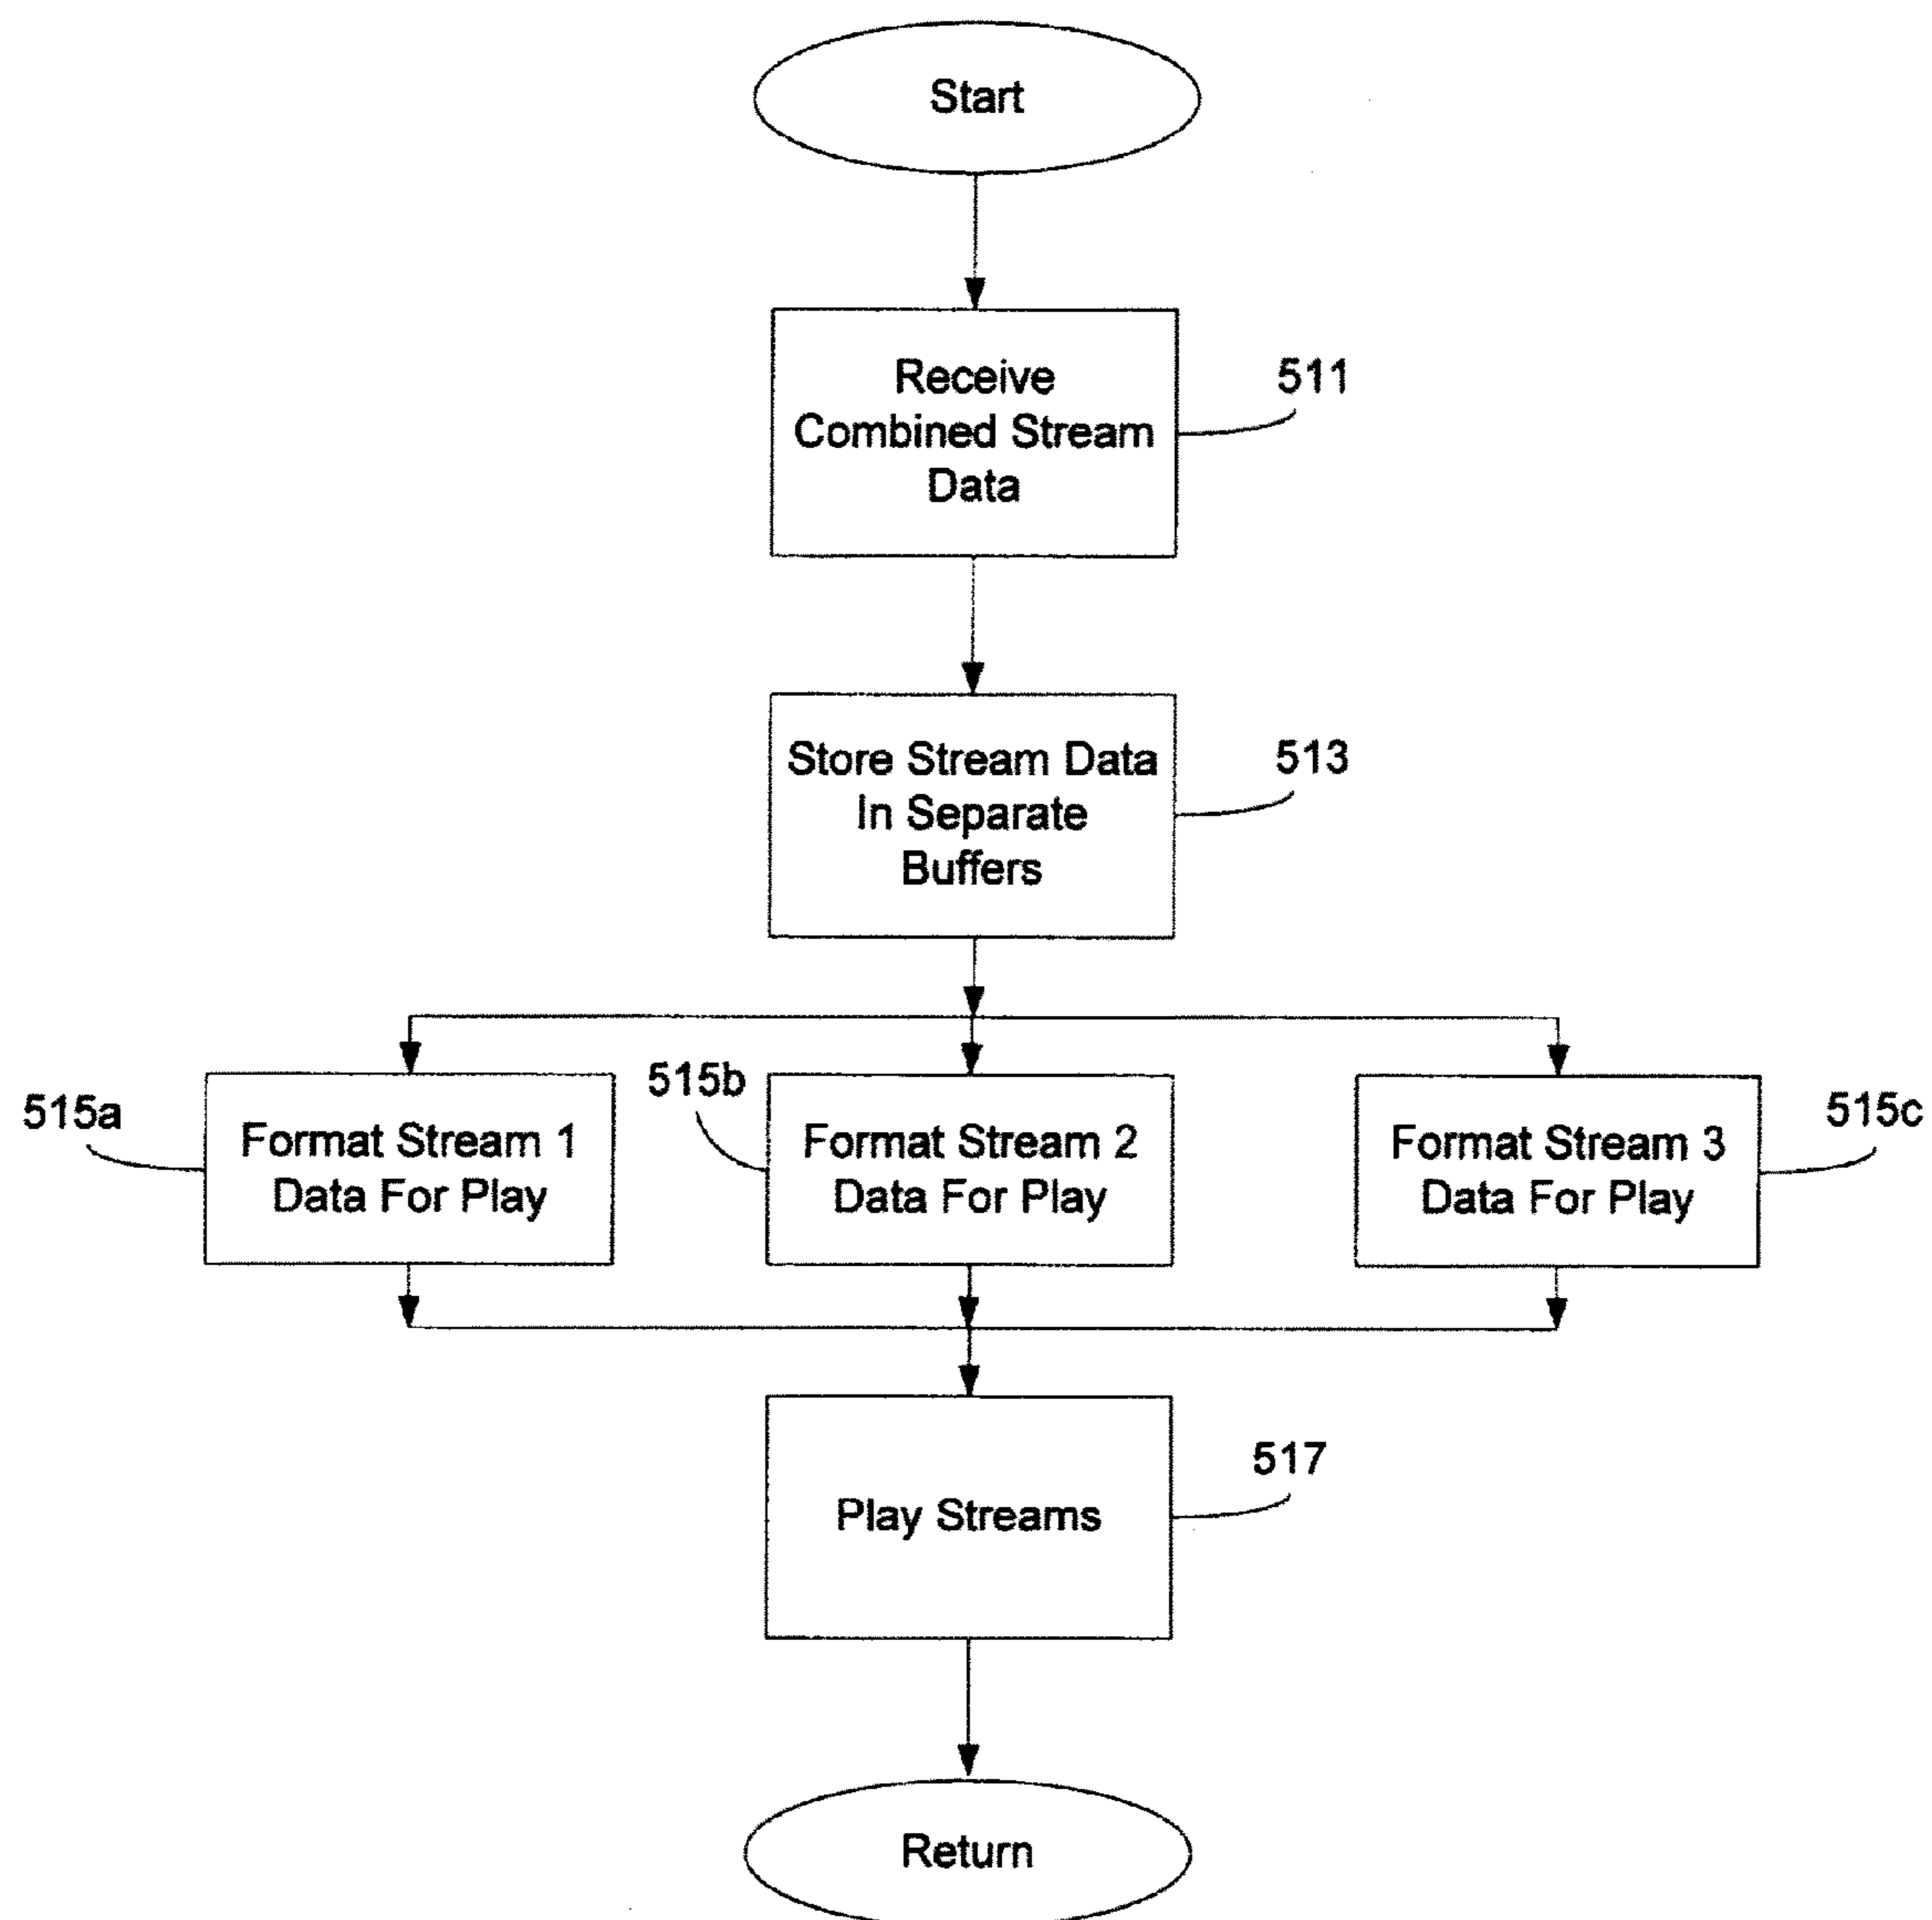 Start
Receive
Combined Stream
Data
511
Store Stream Data
In Separate
Buffers
513
515a
Format Stream 1
Data For Play
515b
Format Stream 2
Data For Play
515c
Format Stream 3
Data For Play
Play Streams
517
Return